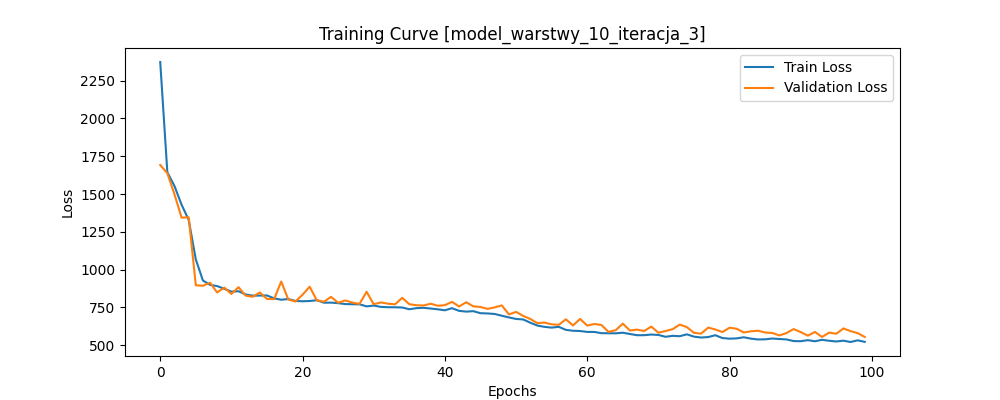 Training Curve [model_warstwy_10_iteracja_3]
Train Loss
Validation Loss
2250
2000
1750
1500
1250
1000
750
500
Loss
0
20
40
60
80
100
Epochs